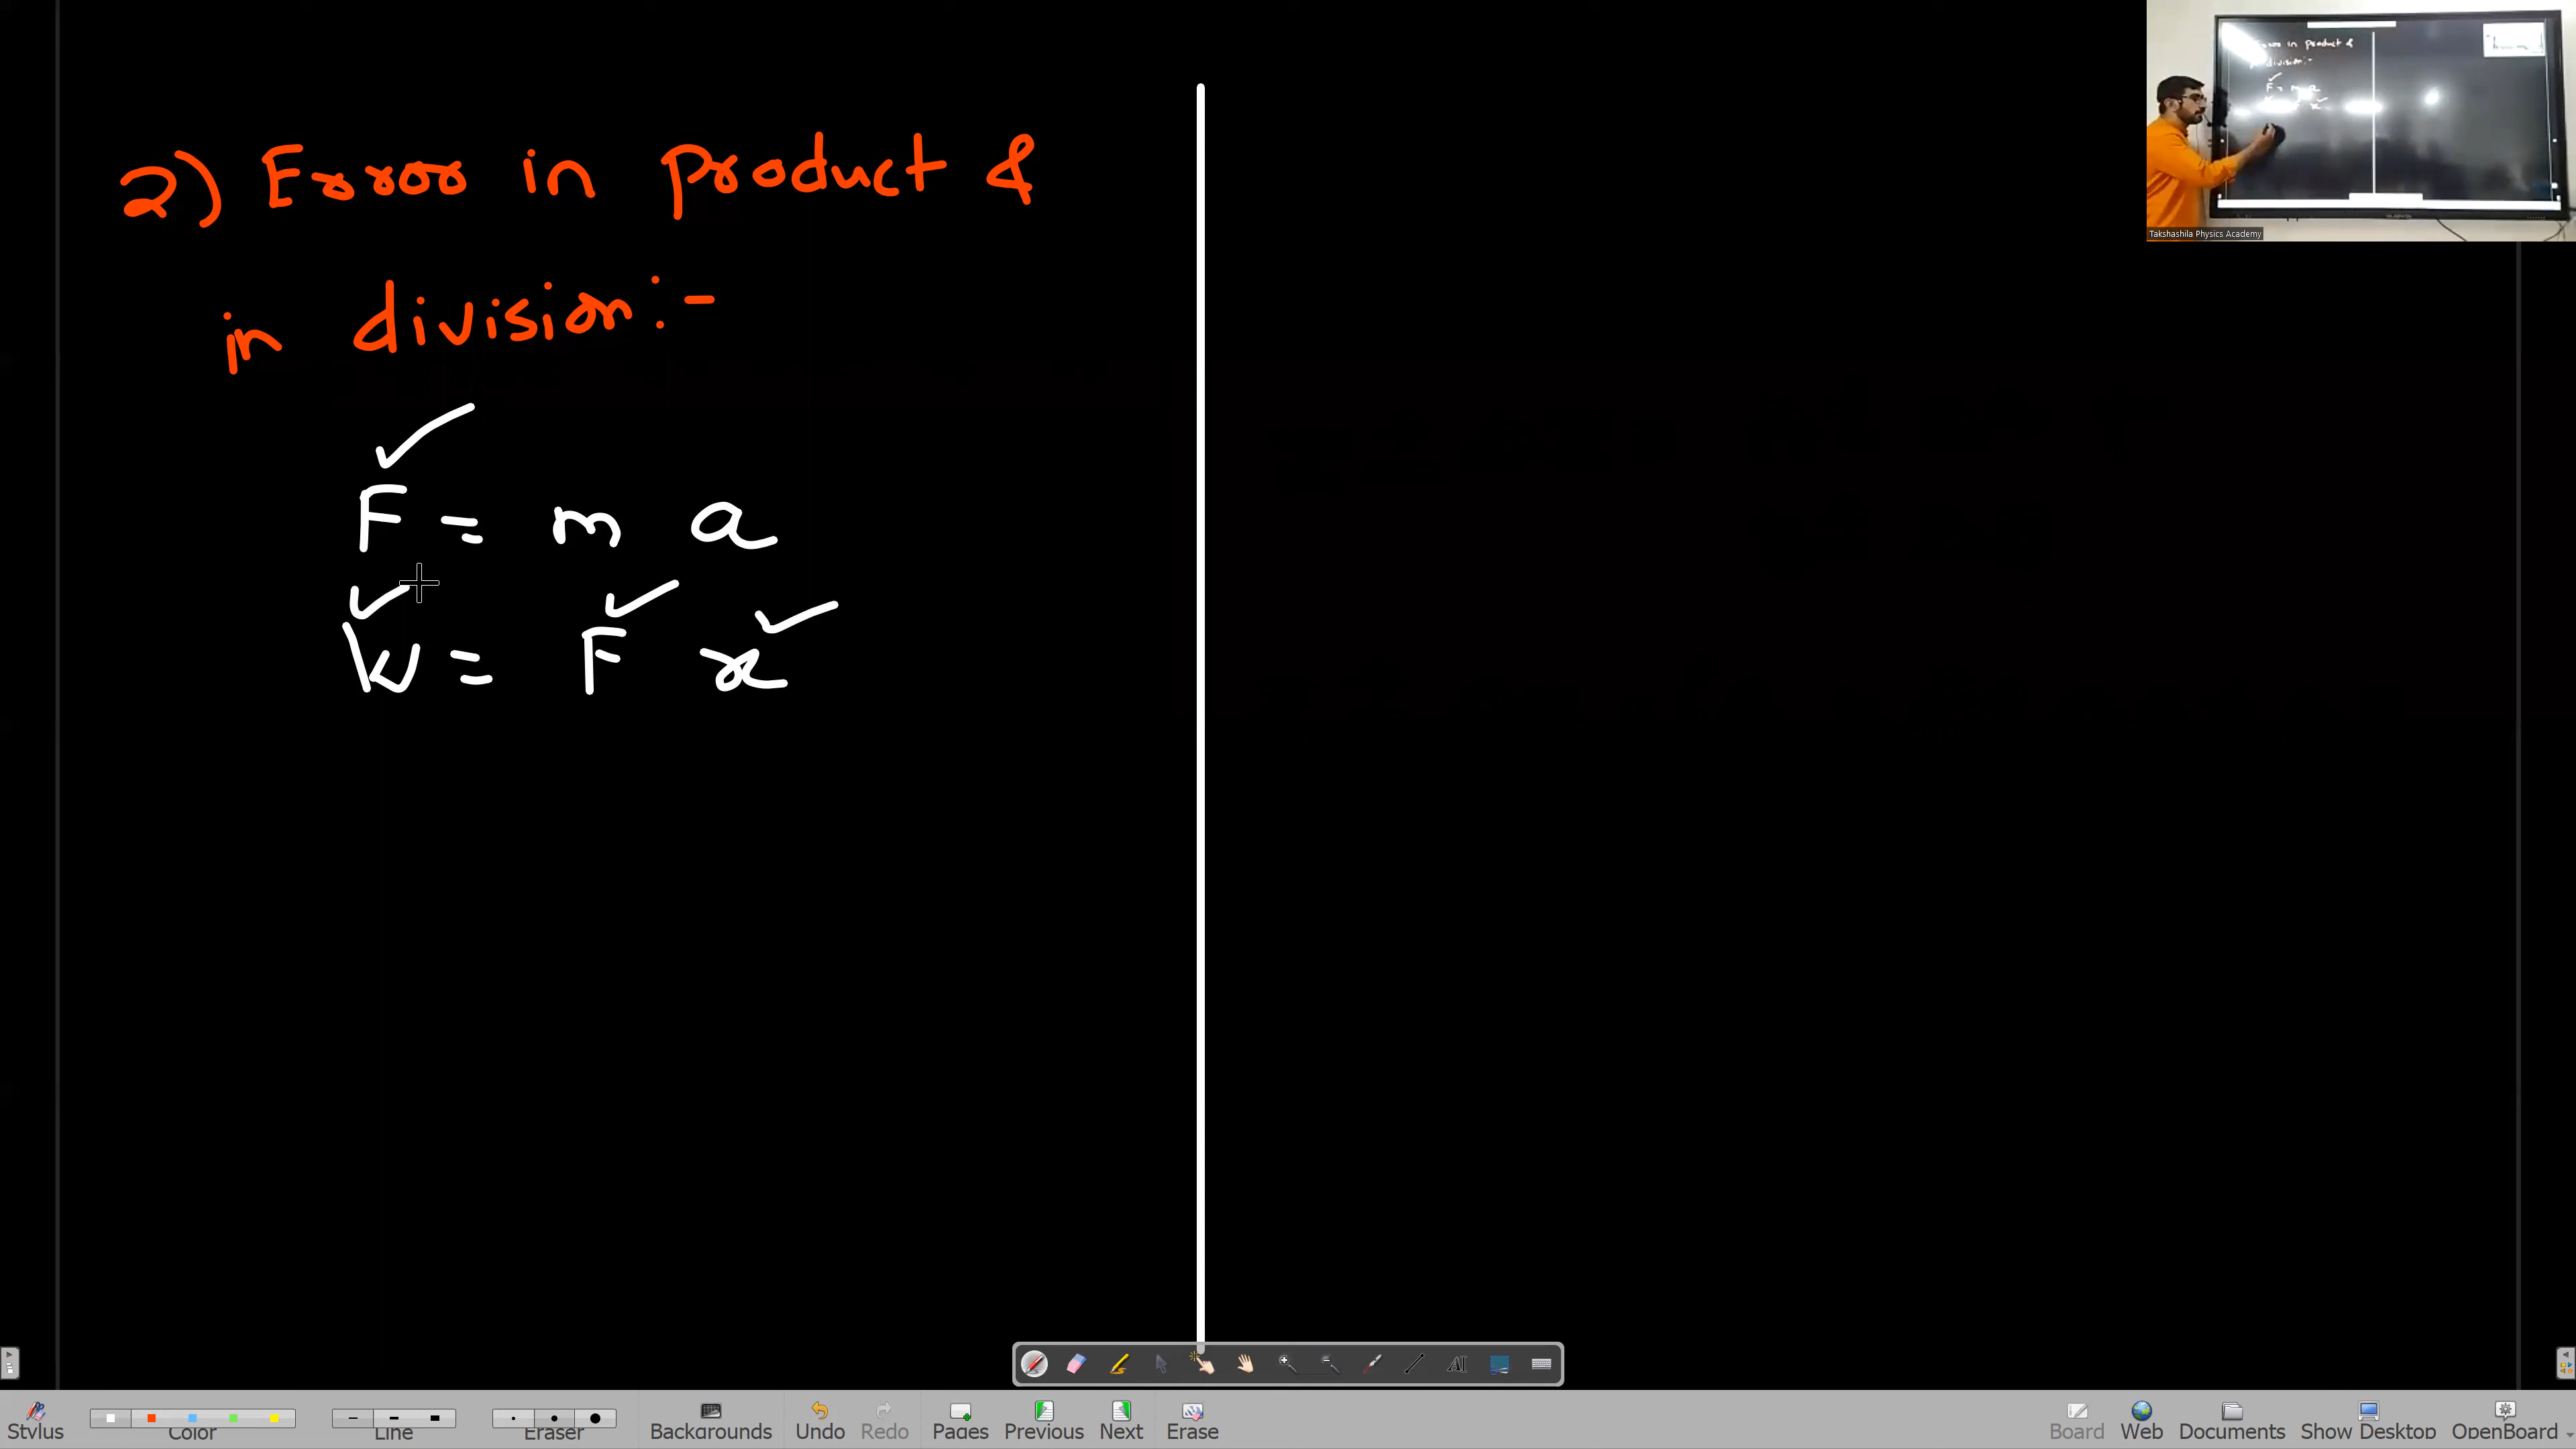 2) Error in product &
in division:-
F = m a
W = F x
Takshashila Physics Academy
Stylus
Color
Line
Eraser
Backgrounds
Undo
Redo
Pages
Previous
Next
Erase
Board
Web
Documents
Show Desktop
OpenBoard